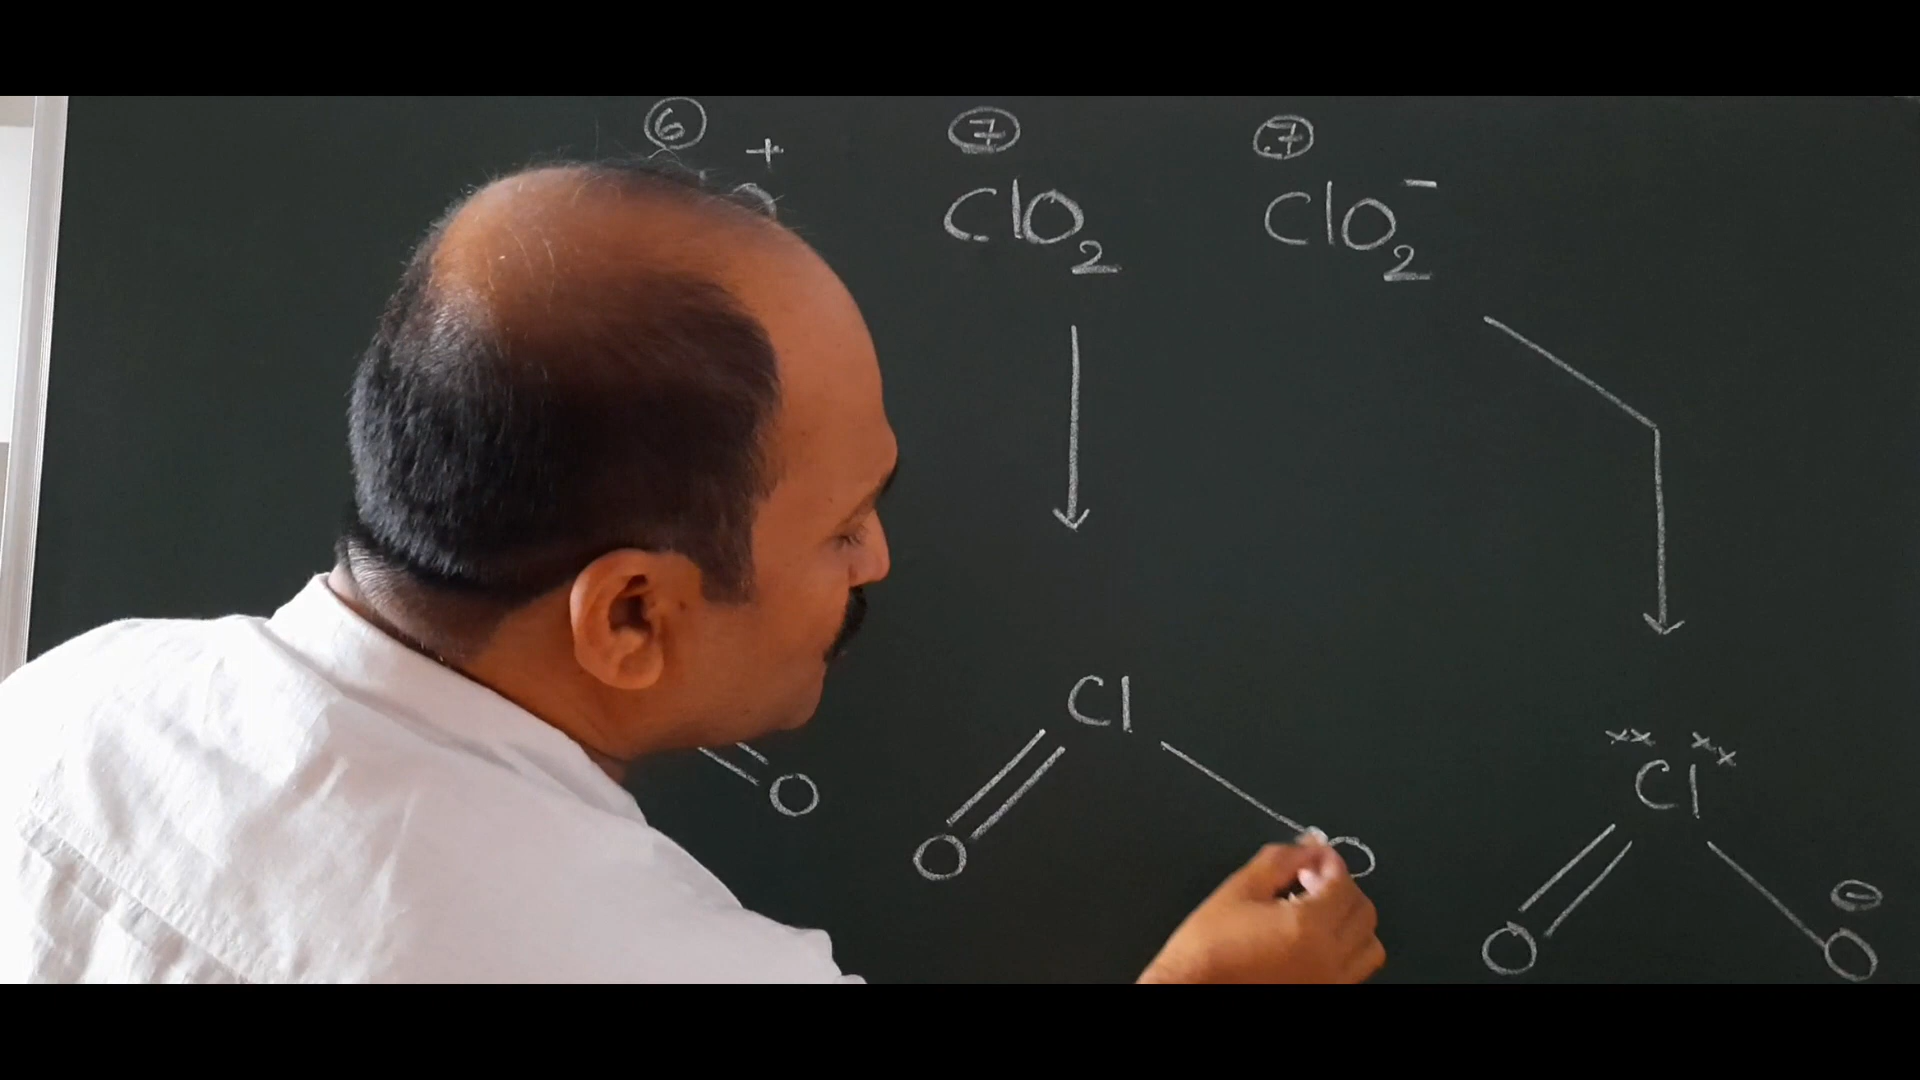 6 7 7
+ ClO2 ClO2-
Cl
xx xx
Cl
O O O O
O O-